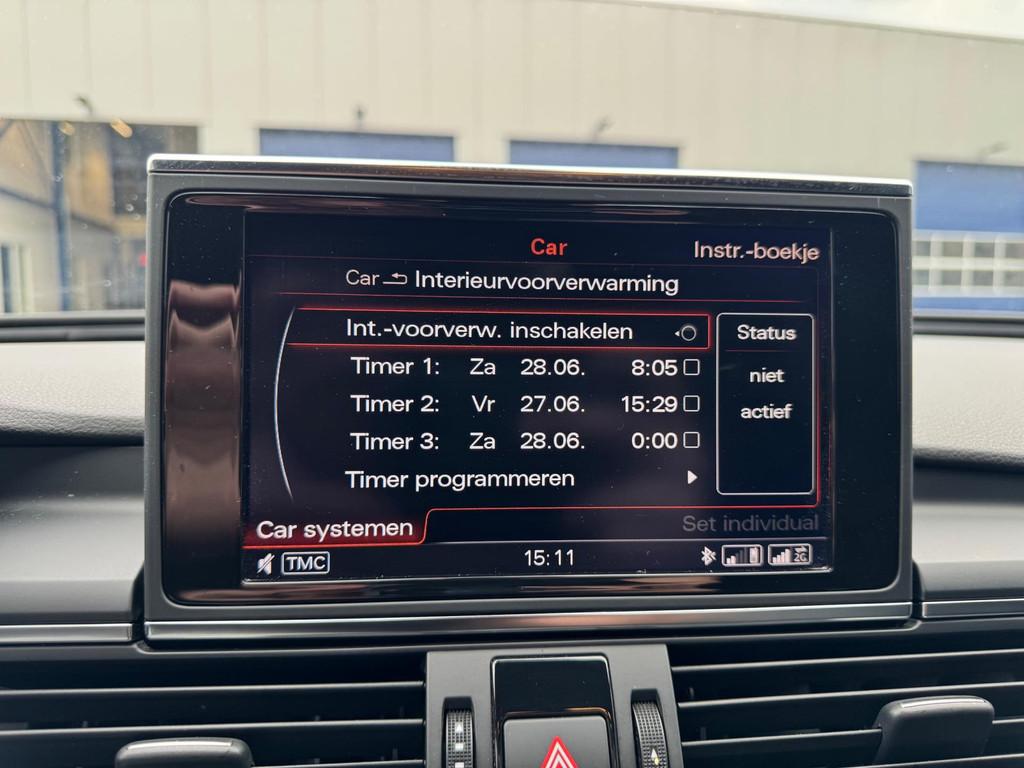 Car
Instr.-boekje
Car Interieurvoorverwarming
Int.-voorverw. inschakelen
Timer 1: Za 28.06. 8:05
Timer 2: Vr 27.06. 15:29
Timer 3: Za 28.06. 0:00
Timer programmeren
Status
niet
actief
Car systemen
Set individual
TMC
15:11
2G